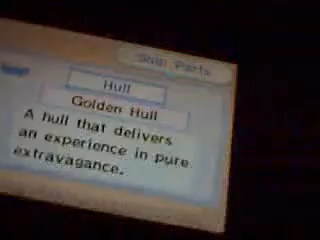 Ship Parts
Hull
Golden Hull
A hull that delivers
an experience in pure
extravagance.